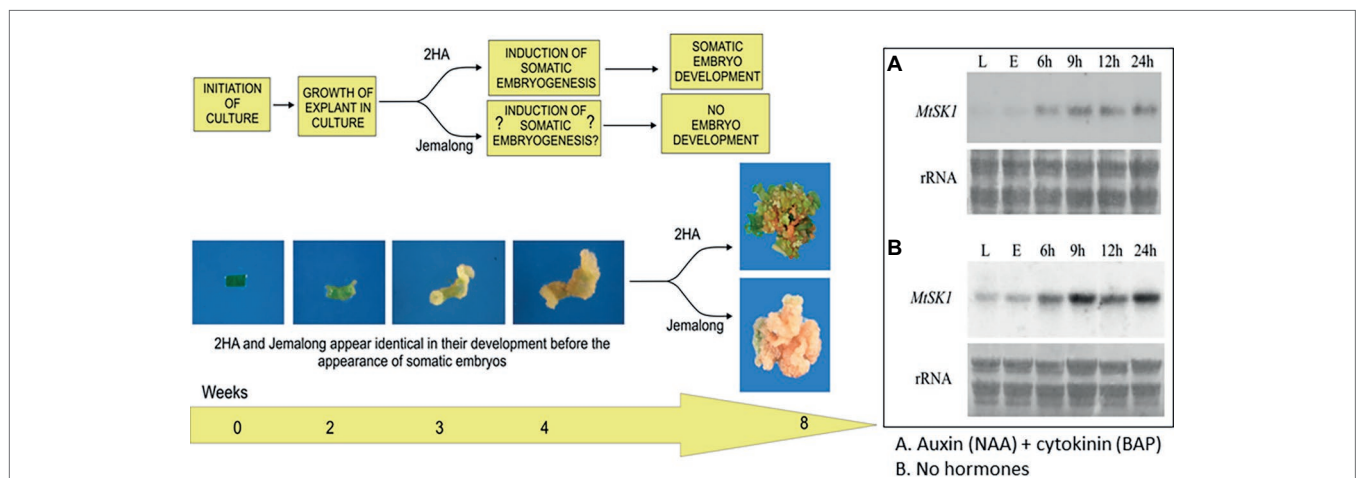 INITIATION
OF
CULTURE
GROWTH OF
EXPLANT IN
CULTURE
2HA
Jemalong
INDUCTION OF
SOMATIC
EMBRYOGENESIS
SOMATIC
EMBRYO
DEVELOPMENT
INDUCTION OF
? SOMATIC ?
EMBRYOGENESIS?
NO
EMBRYO
DEVELOPMENT
2HA
Jemalong
2HA and Jemalong appear identical in their development before the
appearance of somatic embryos
Weeks
0 2 3 4 8
A
L E 6h 9h 12h 24h
MtSK1
rRNA
B
L E 6h 9h 12h 24h
MtSK1
rRNA
A. Auxin (NAA) + cytokinin (BAP)
B. No hormones